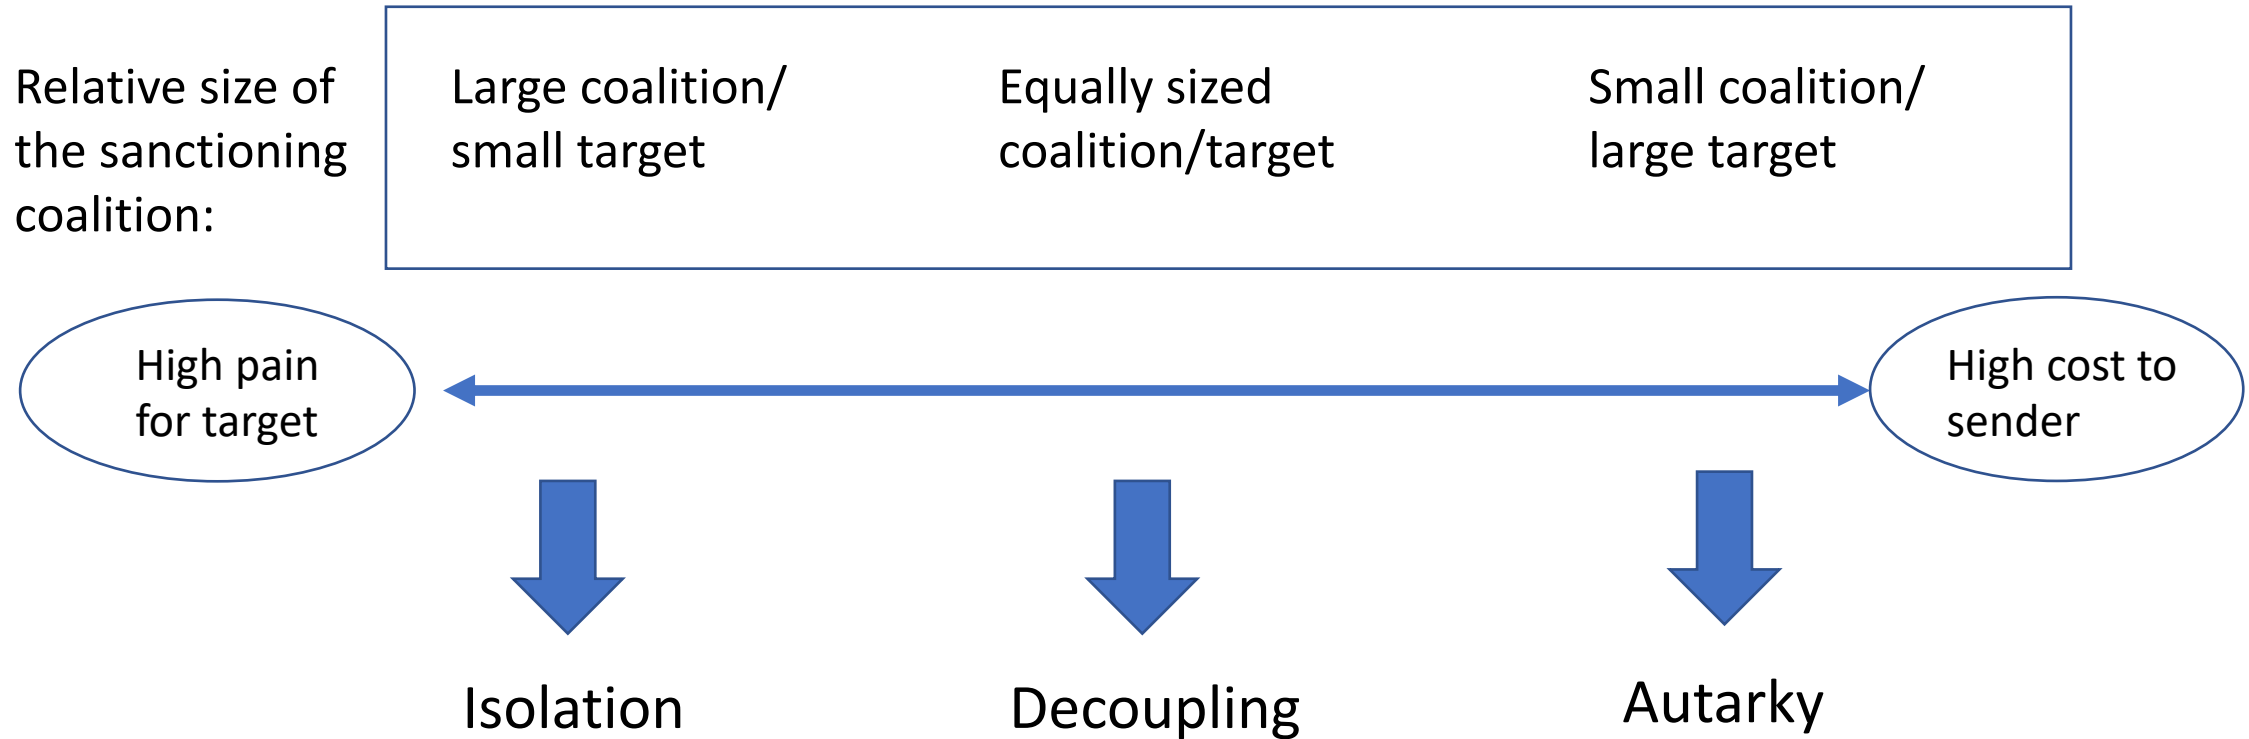 Relative size of
the sanctioning
coalition:
Large coalition/
small target
Equally sized
coalition/target
Small coalition/
large target
High pain
for target
High cost to
sender
Isolation
Decoupling
Autarky